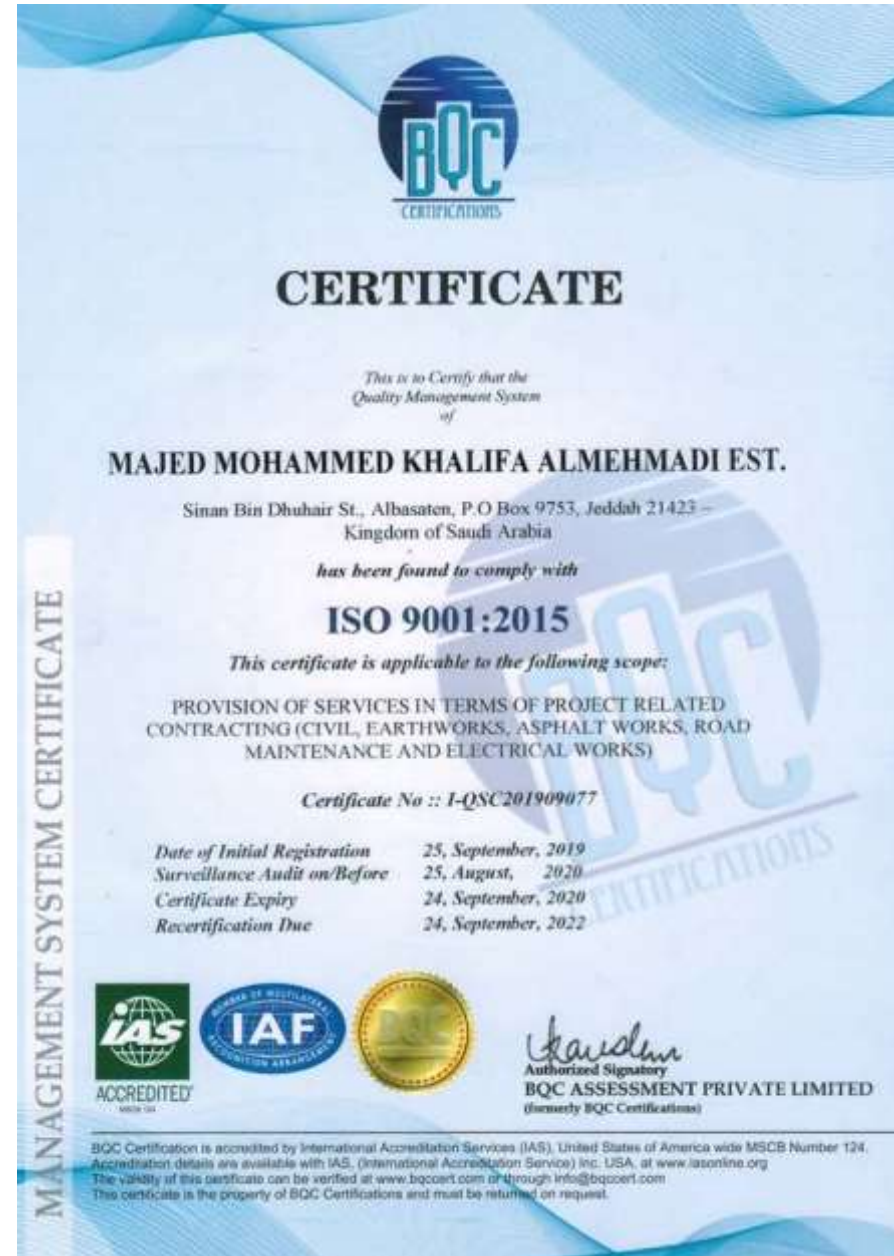 BQC
CERTIFICATIONS
CERTIFICATE
This is to Certify that the
Quality Management System
of
MAJED MOHAMMED KHALIFA ALMEHMADI EST.
Sinan Bin Dhuhair St., Albasaten, P.O Box 9753, Jeddah 21423 –
Kingdom of Saudi Arabia
has been found to comply with
ISO 9001:2015
This certificate is applicable to the following scope:
PROVISION OF SERVICES IN TERMS OF PROJECT RELATED
CONTRACTING (CIVIL, EARTHWORKS, ASPHALT WORKS, ROAD
MAINTENANCE AND ELECTRICAL WORKS)
Certificate No :: I-QSC201909077
Date of Initial Registration 25, September, 2019
Surveillance Audit on/Before 25, August, 2020
Certificate Expiry 24, September, 2020
Recertification Due 24, September, 2022
MANAGEMENT SYSTEM CERTIFICATE
BQC
CERTIFICATIONS
ias
ACCREDITED
MEMBER OF MULTILATERAL
IAF
RECOGNITION ARRANGEMENT
BQC
Authorized Signatory
BQC ASSESSMENT PRIVATE LIMITED
(formerly BQC Certifications)
BQC Certification is accredited by International Accreditation Services (IAS), United States of America wide MSCB Number 124.
Accreditation details are available with IAS, (International Accreditation Service) Inc. USA, at www.iasonline.org
The validity of this certificate can be verified at www.bqccert.com or through info@bqccert.com
This certificate is the property of BQC Certifications and must be returned on request.